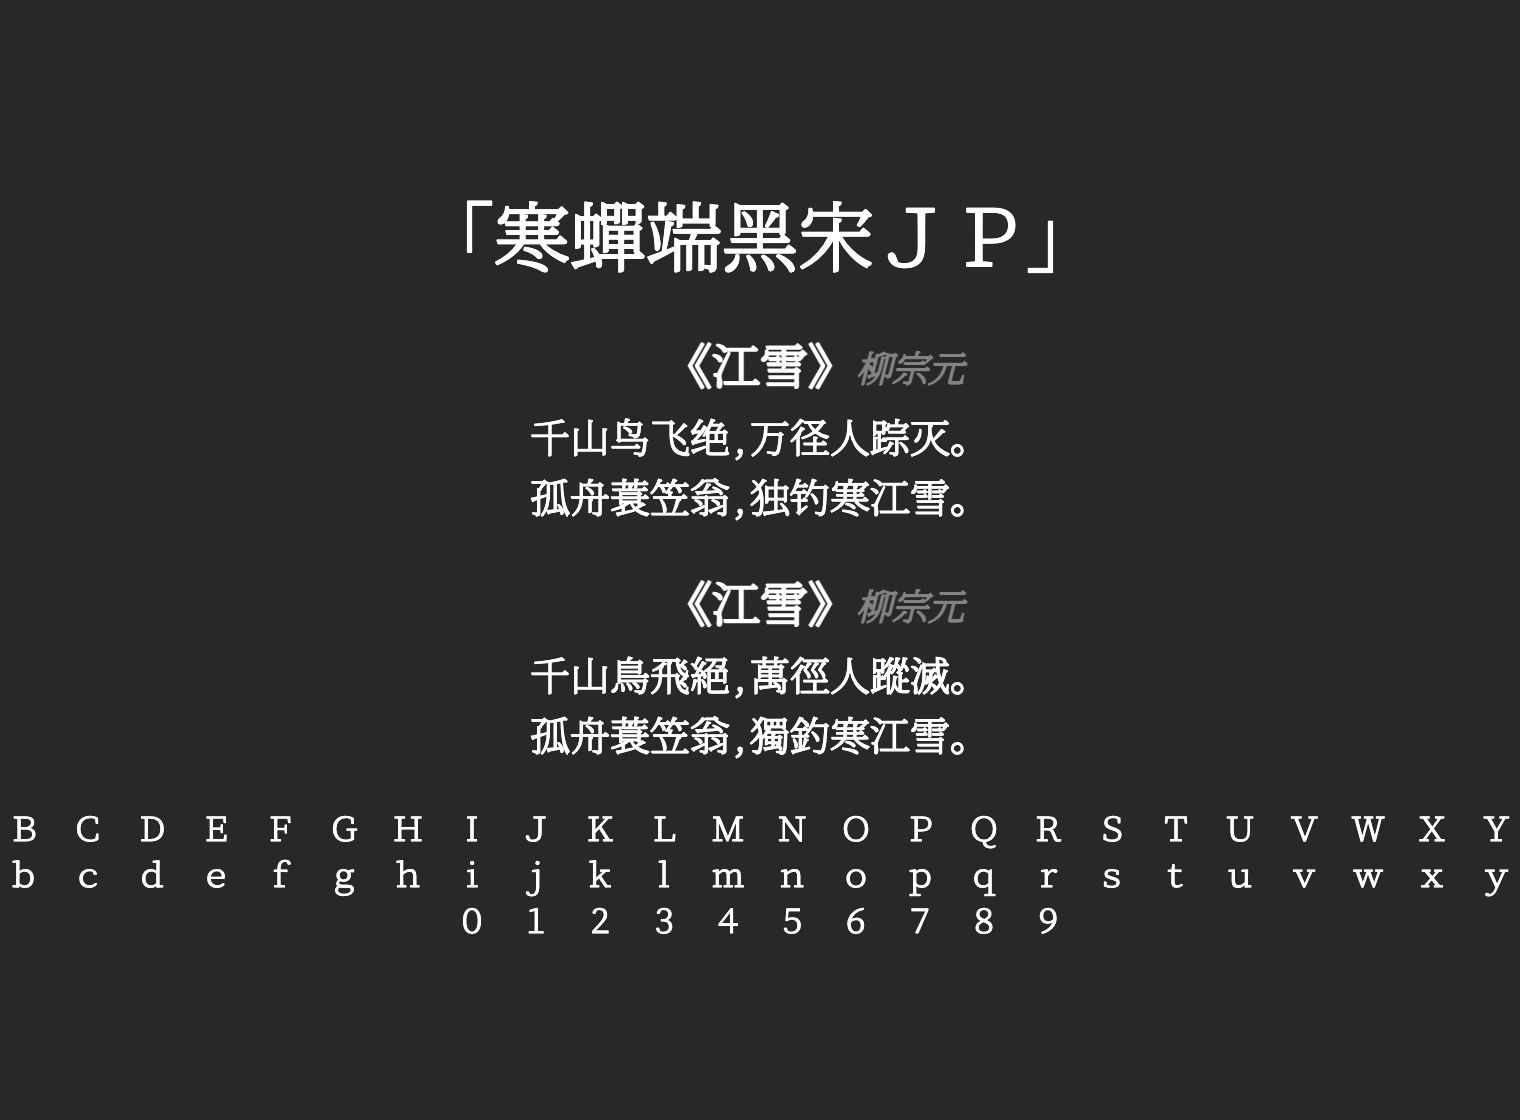 「寒蟬端黑宋ＪＰ」
《江雪》柳宗元
千山鸟飞绝,万径人踪灭。
孤舟蓑笠翁,独钓寒江雪。
《江雪》柳宗元
千山鳥飛絕,萬徑人蹤滅。
孤舟蓑笠翁,獨釣寒江雪。
B C D E F G H I J K L M N O P Q R S T U V W X Y
b c d e f g h i j k l m n o p q r s t u v w x y
0 1 2 3 4 5 6 7 8 9